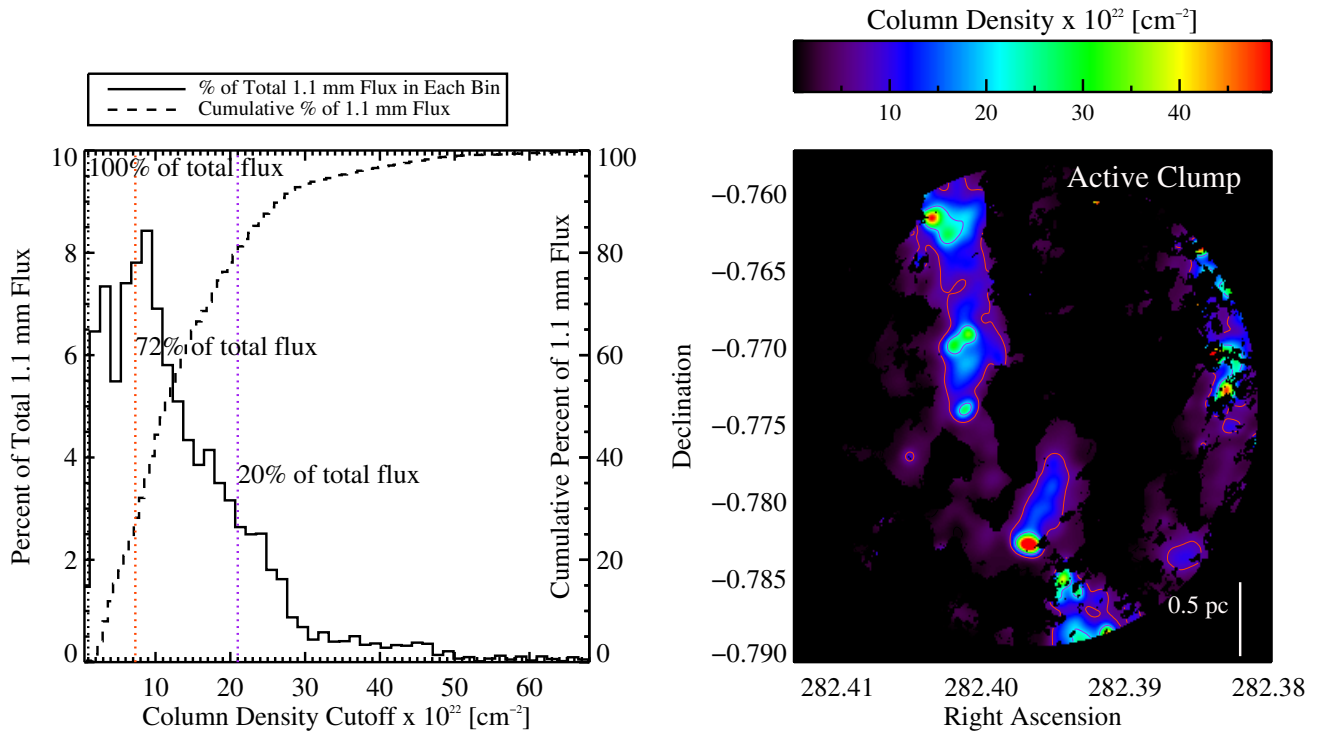 % of Total 1.1 mm Flux in Each Bin
Cumulative % of 1.1 mm Flux
100% of total flux
72% of total flux
20% of total flux
Percent of Total 1.1 mm Flux
0
2
4
6
8
10
Cumulative Percent of 1.1 mm Flux
0
20
40
60
80
100
10
20
30
40
60
Column Density Cutoff x 10²² [cm⁻²]
Column Density x 10²² [cm⁻²]
10
20
30
40
Active Clump
0.5 pc
Declination
−0.760
−0.765
−0.770
−0.775
−0.780
−0.785
−0.790
282.41
282.40
282.39
282.38
Right Ascension